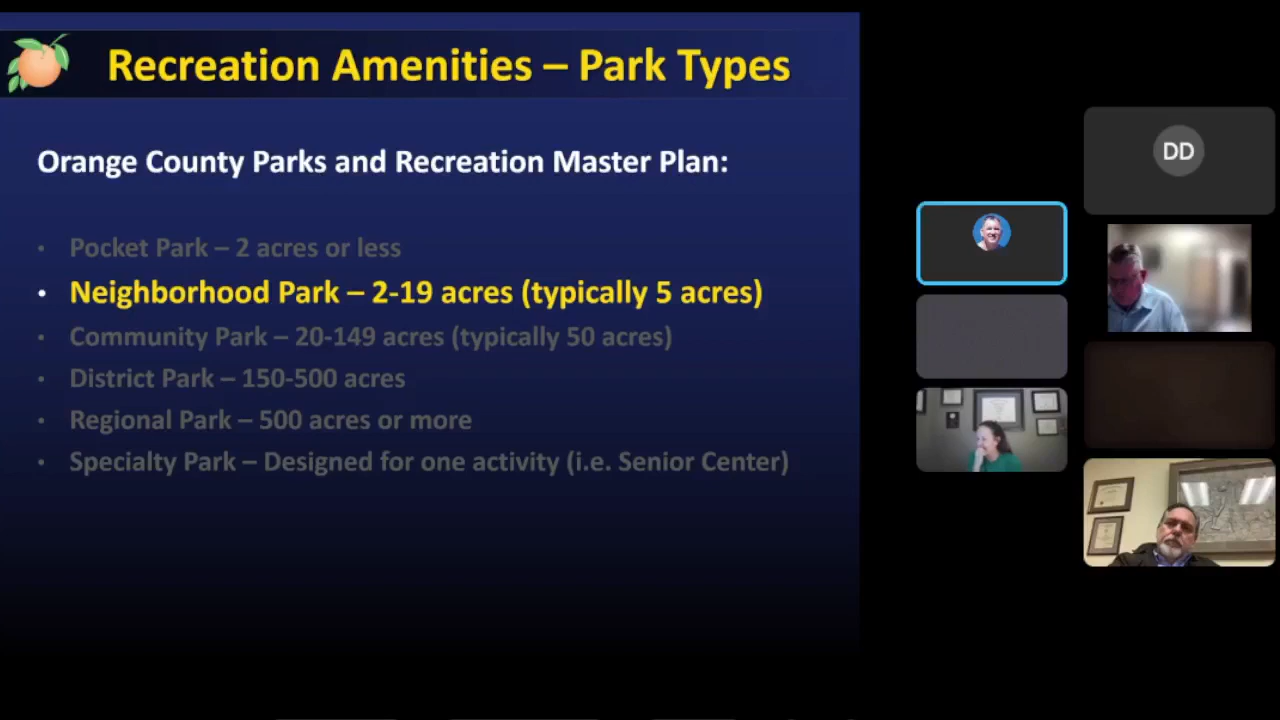 Recreation Amenities – Park Types
Orange County Parks and Recreation Master Plan:
• Pocket Park – 2 acres or less
• Neighborhood Park – 2-19 acres (typically 5 acres)
• Community Park – 20-149 acres (typically 50 acres)
• District Park – 150-500 acres
• Regional Park – 500 acres or more
• Specialty Park – Designed for one activity (i.e. Senior Center)
DD